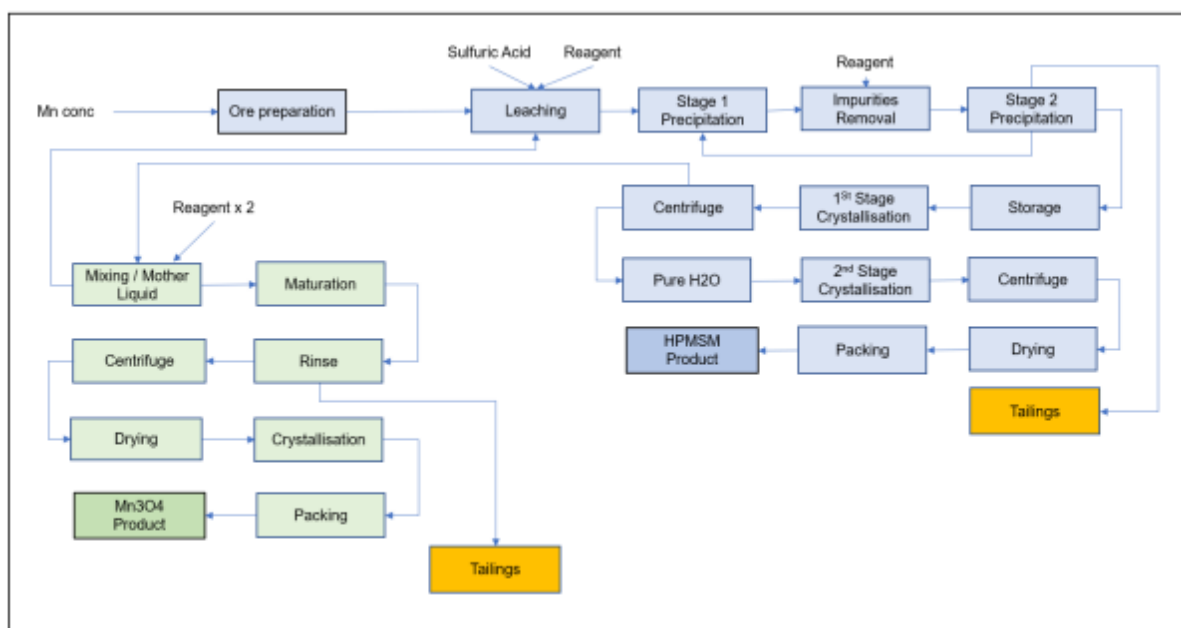 Sulfuric Acid
Reagent
Reagent
Mn conc
Ore preparation
Leaching
Stage 1
Precipitation
Impurities
Removal
Stage 2
Precipitation
Reagent x 2
Centrifuge
1St Stage
Crystallisation
Storage
Mixing / Mother
Liquid
Maturation
Pure H2O
2nd Stage
Crystallisation
Centrifuge
Centrifuge
Rinse
HPMSM
Product
Packing
Drying
Tailings
Drying
Crystallisation
Mn3O4
Product
Packing
Tailings